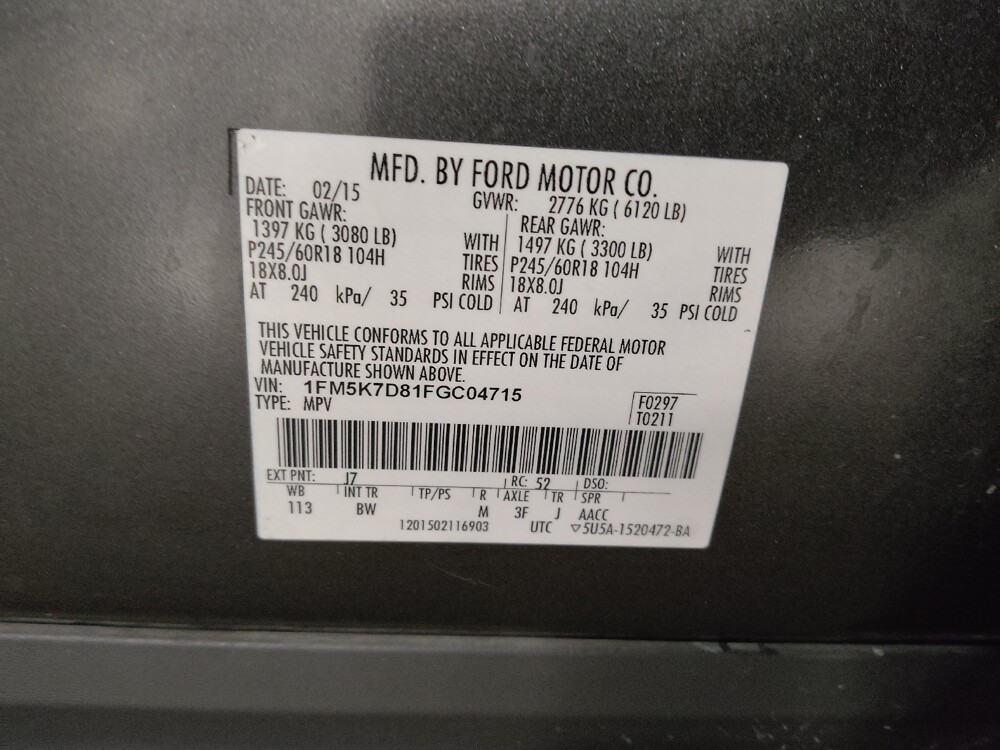 MFD. BY FORD MOTOR CO.
DATE: 02/15 GVWR: 2776 KG ( 6120 LB)
FRONT GAWR: REAR GAWR:
1397 KG ( 3080 LB) WITH 1497 KG ( 3300 LB) WITH
P245/60R18 104H TIRES P245/60R18 104H TIRES
18X8.0J RIMS 18X8.0J RIMS
AT 240 kPa/ 35 PSI COLD AT 240 kPa/ 35 PSI COLD
THIS VEHICLE CONFORMS TO ALL APPLICABLE FEDERAL MOTOR
VEHICLE SAFETY STANDARDS IN EFFECT ON THE DATE OF
MANUFACTURE SHOWN ABOVE.
VIN: 1FM5K7D81FGC04715
TYPE: MPV
F0297
T0211
EXT PNT: J7 RC: 52 DSO:
WB INT TR TP/PS R AXLE TR SPR
113 BW M 3F J AACC
1201502116903 UTC ▽5U5A-1520472-BA